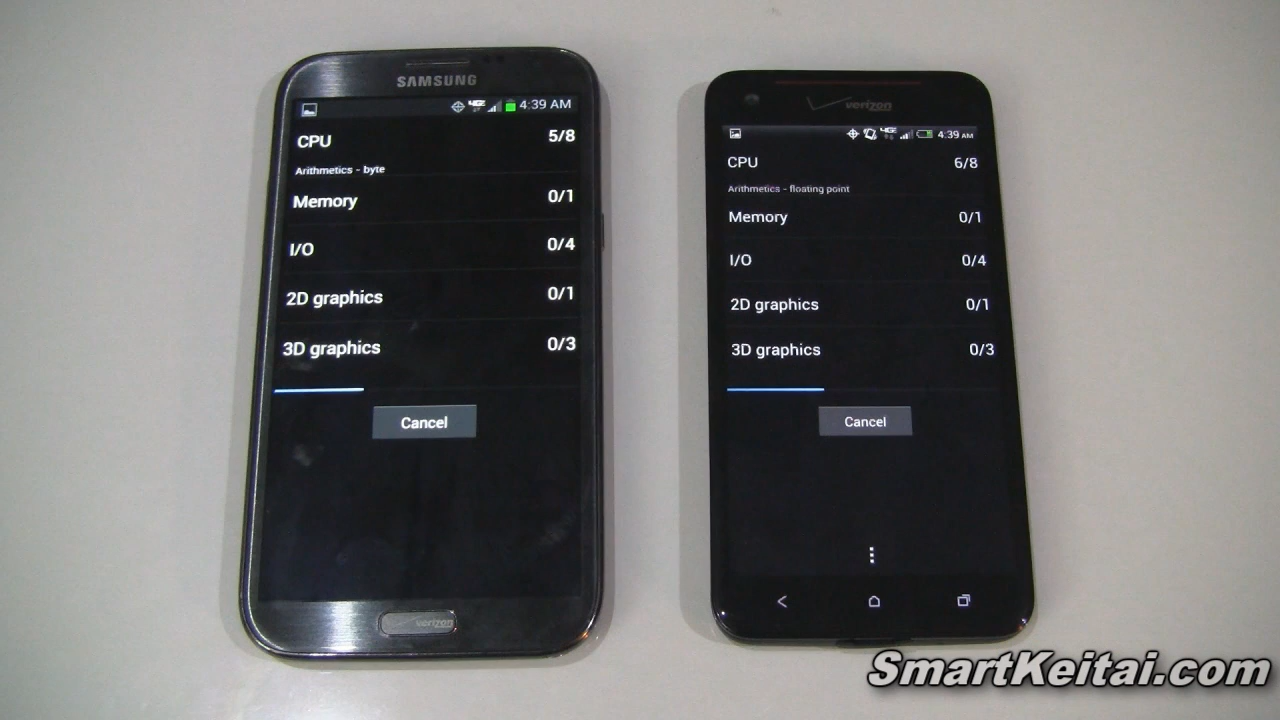 SAMSUNG
4G 4:39 AM
CPU 5/8
Arithmetics - byte
Memory 0/1
I/O 0/4
2D graphics 0/1
3D graphics 0/3
Cancel
verizon
verizon
4G 4:39 AM
CPU 6/8
Arithmetics - floating point
Memory 0/1
I/O 0/4
2D graphics 0/1
3D graphics 0/3
Cancel
SmartKeitai.com